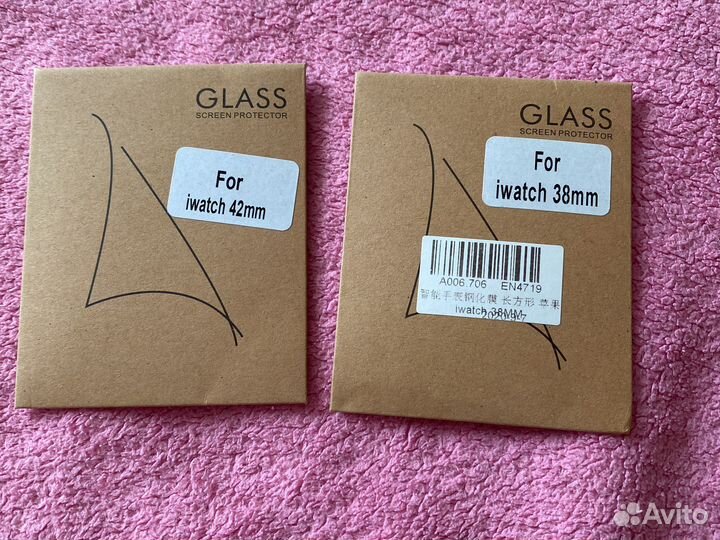 GLASS
SCREEN PROTECTOR
For
iwatch 42mm
GLASS
SCREEN PROTECTOR
For
iwatch 38mm
A006.706 EN4719
智能手表钢化膜 长方形 苹果
iwatch 38MM
Avito